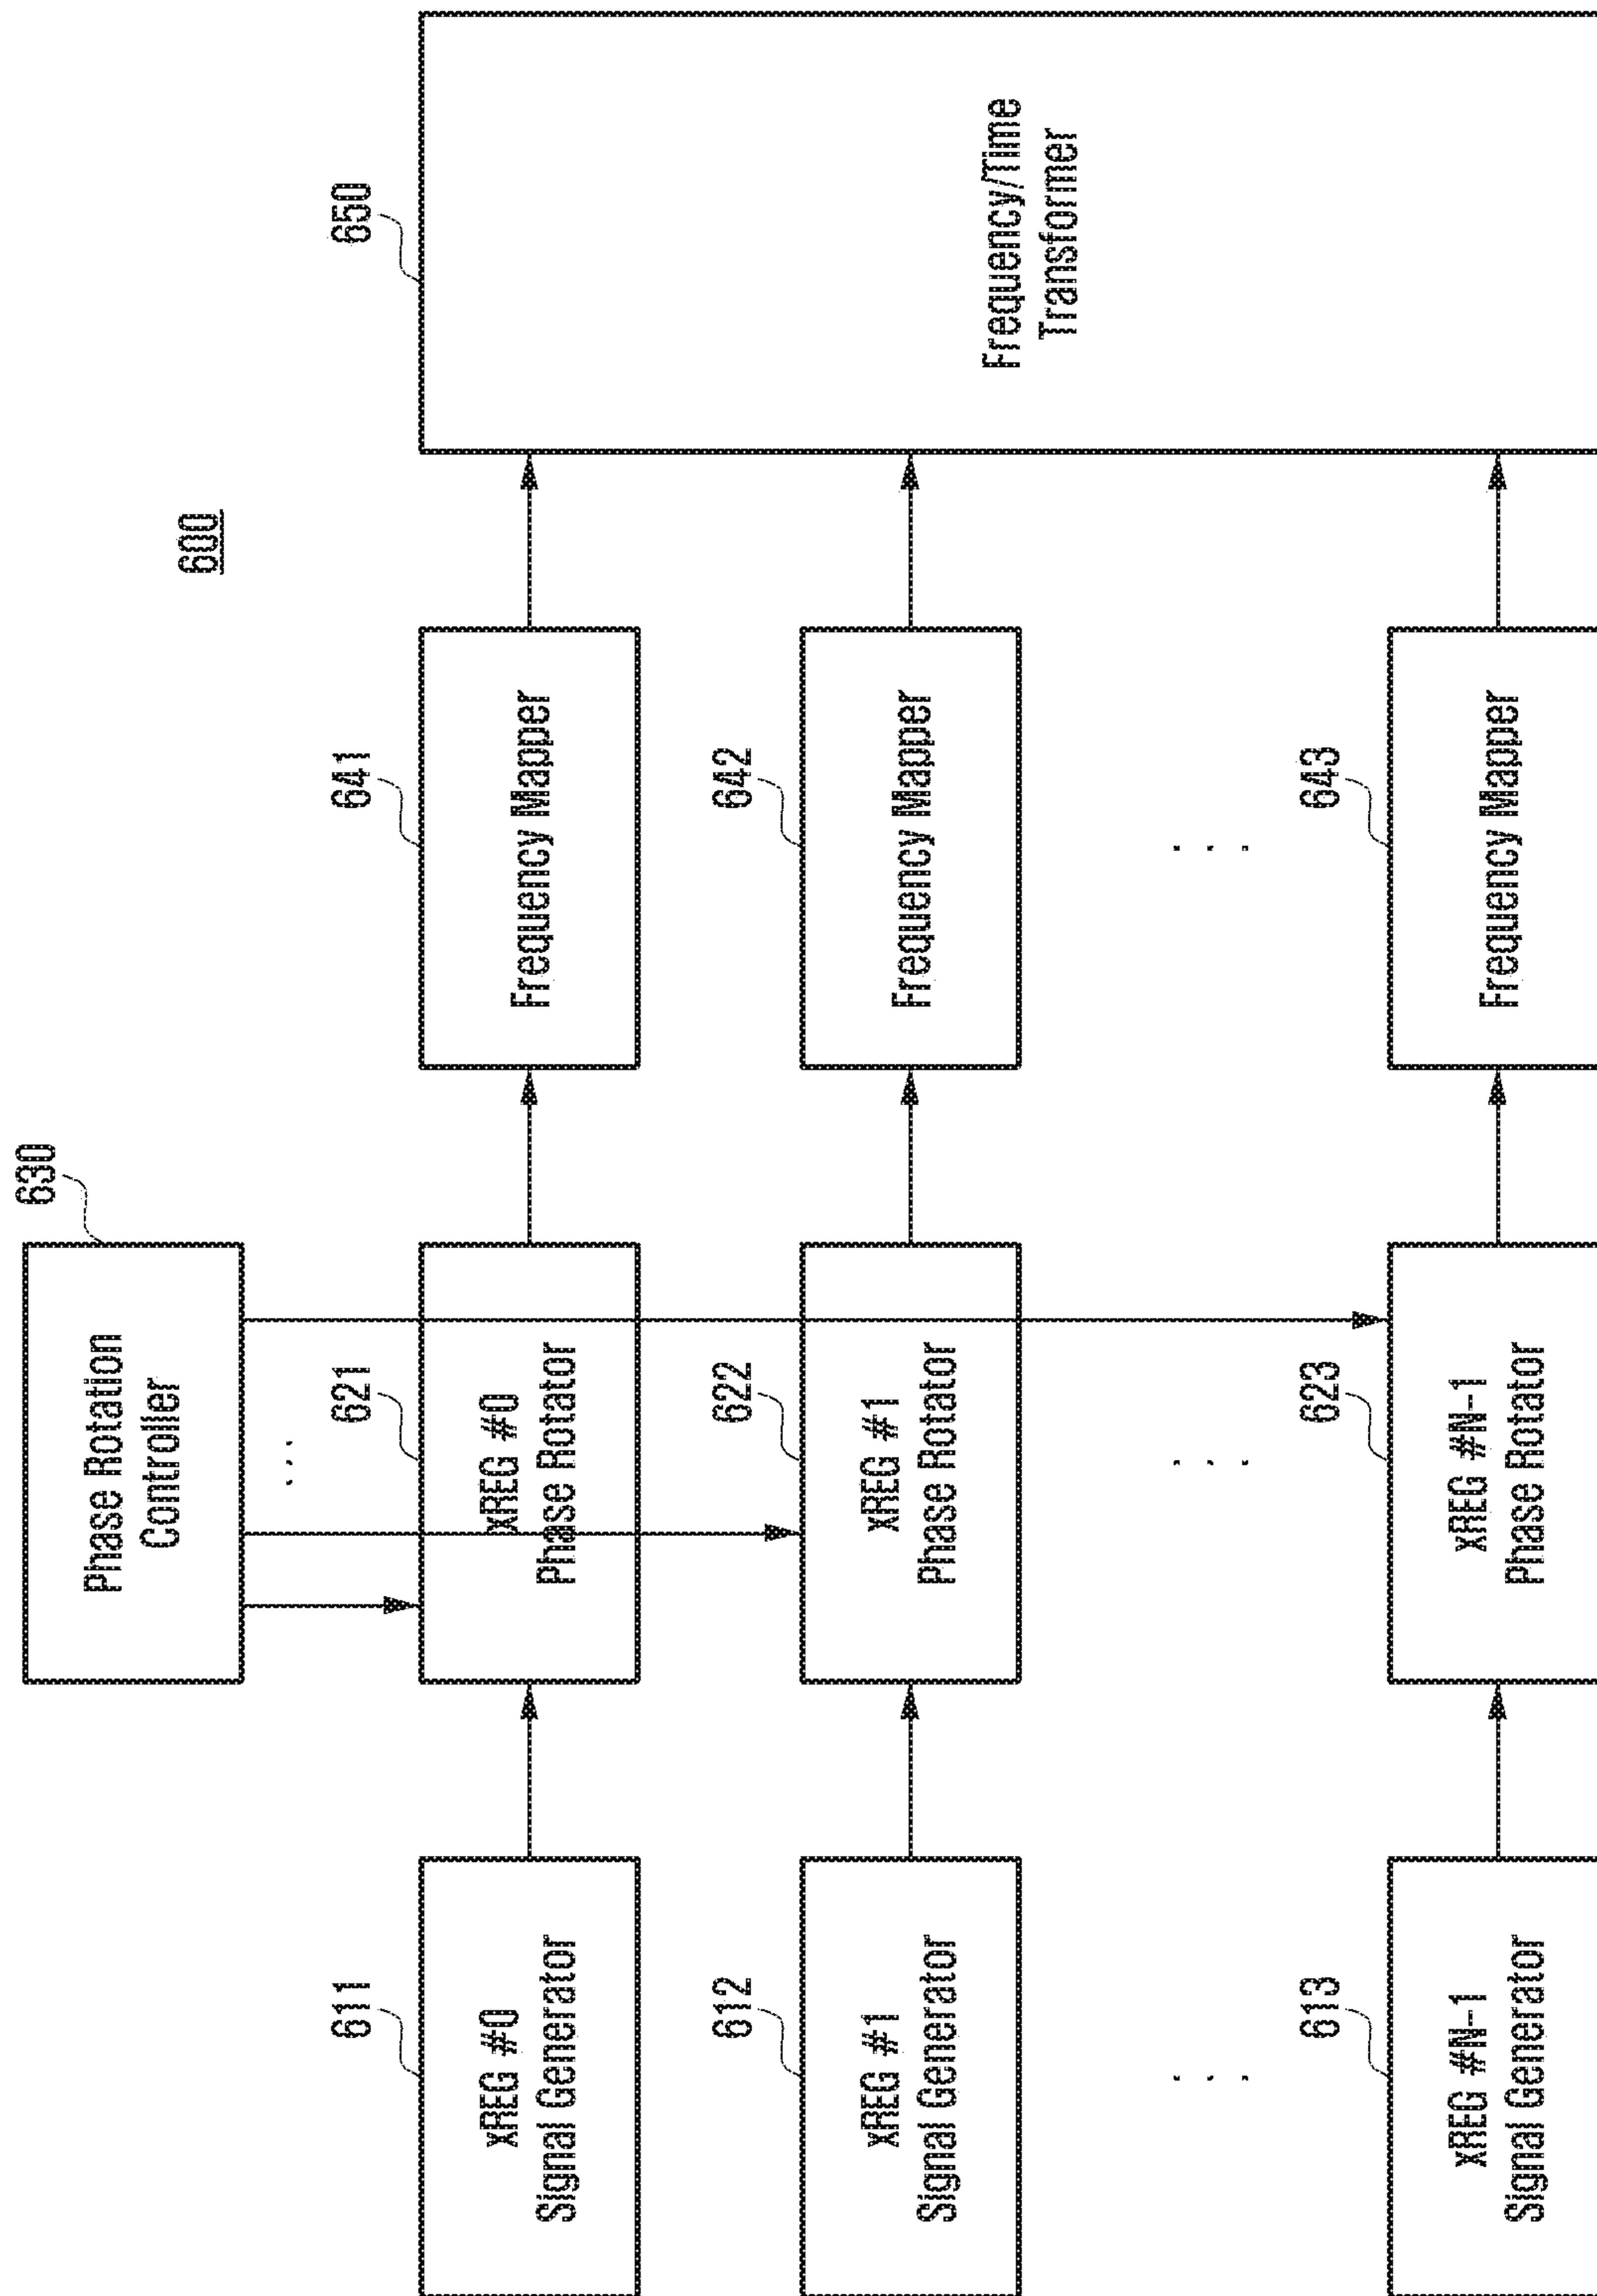 600
630
Phase Rotation
Controller
...
611
xREG #0
Signal Generator
621
xREG #0
Phase Rotator
641
Frequency Mapper
650
Frequency/Time
Transformer
612
xREG #1
Signal Generator
622
xREG #1
Phase Rotator
642
Frequency Mapper
...
...
...
613
xREG #N-1
Signal Generator
623
xREG #N-1
Phase Rotator
643
Frequency Mapper